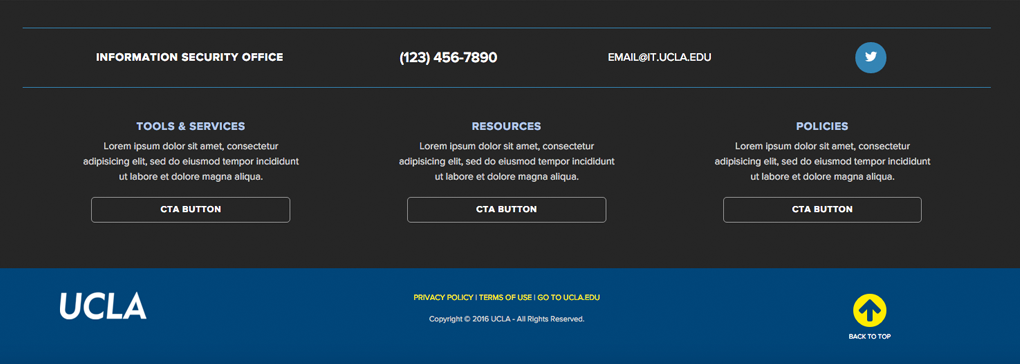 INFORMATION SECURITY OFFICE (123) 456-7890 EMAIL@IT.UCLA.EDU
TOOLS & SERVICES
Lorem ipsum dolor sit amet, consectetur
adipisicing elit, sed do eiusmod tempor incididunt
ut labore et dolore magna aliqua.
CTA BUTTON
RESOURCES
Lorem ipsum dolor sit amet, consectetur
adipisicing elit, sed do eiusmod tempor incididunt
ut labore et dolore magna aliqua.
CTA BUTTON
POLICIES
Lorem ipsum dolor sit amet, consectetur
adipisicing elit, sed do eiusmod tempor incididunt
ut labore et dolore magna aliqua.
CTA BUTTON
UCLA
PRIVACY POLICY | TERMS OF USE | GO TO UCLA.EDU
Copyright © 2016 UCLA - All Rights Reserved.
BACK TO TOP